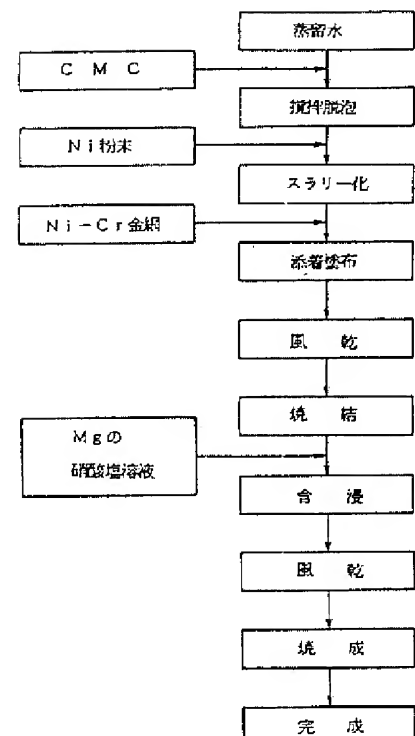 蒸留水
C M C
撹拌脱泡
Ni粉末
スラリー化
Ni-Cr金網
添着塗布
風 乾
焼 結
Mgの
硝酸塩溶液
含 浸
風 乾
焼 成
完 成